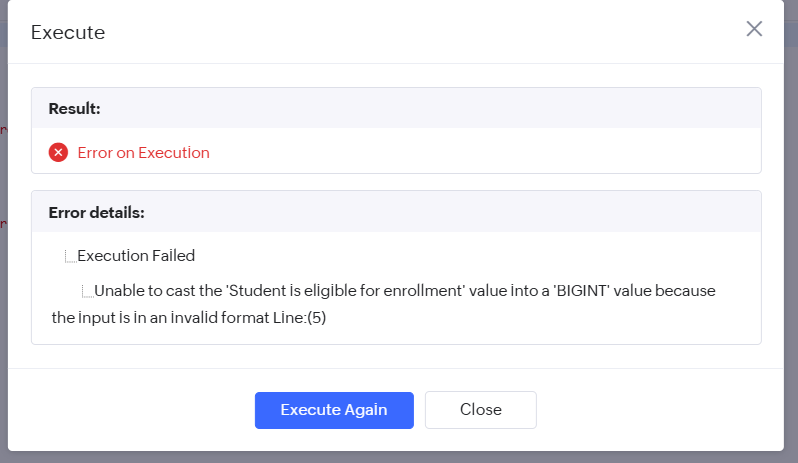 Execute
Result:
Error on Execution
Error details:
Execution Failed
Unable to cast the 'Student is eligible for enrollment' value into a 'BIGINT' value because
the input is in an invalid format Line:(5)
Execute Again
Close